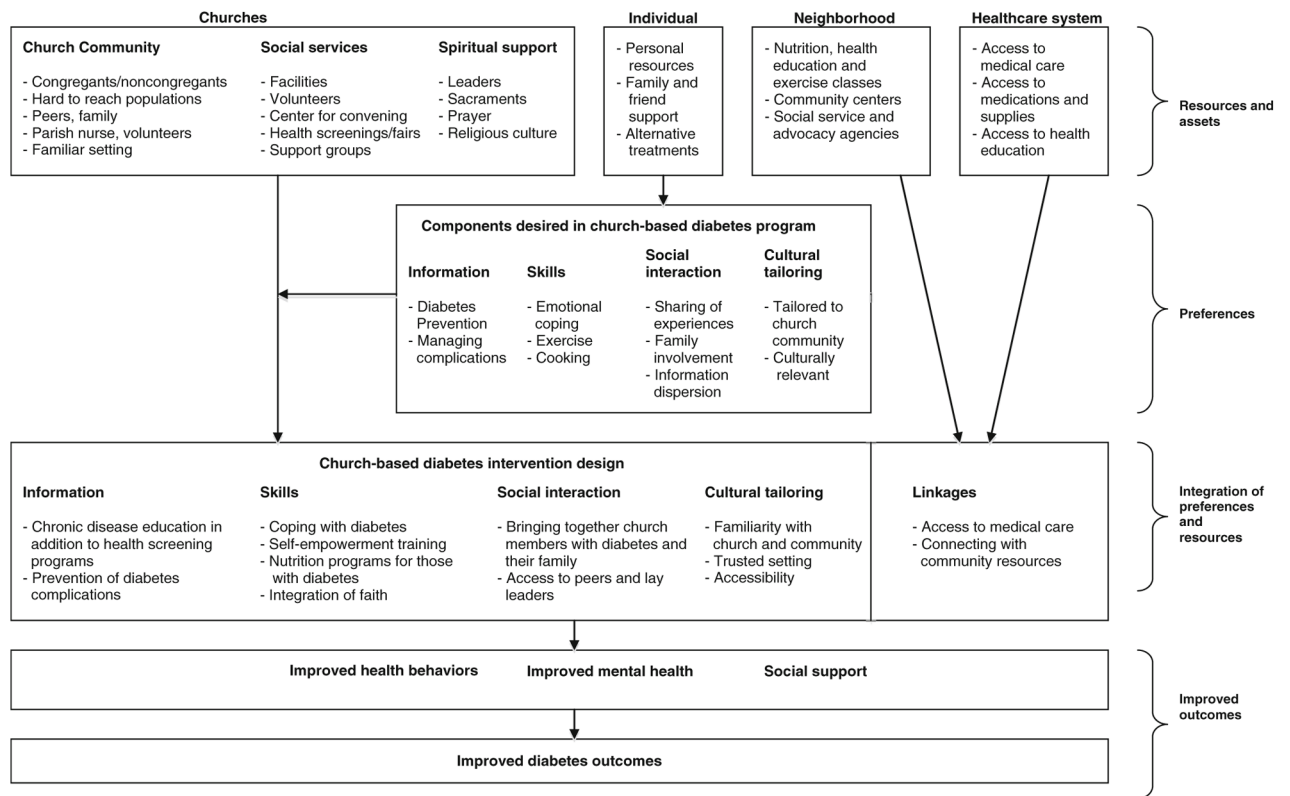 Churches
Church Community
- Congregants/noncongregants
- Hard to reach populations
- Peers, family
- Parish nurse, volunteers
- Familiar setting
Social services
- Facilities
- Volunteers
- Center for convening
- Health screenings/fairs
- Support groups
Spiritual support
- Leaders
- Sacraments
- Prayer
- Religious culture
Individual
- Personal
resources
- Family and
friend
support
- Alternative
treatments
Neighborhood
- Nutrition, health
education and
exercise classes
- Community centers
- Social service and
advocacy agencies
Healthcare system
- Access to
medical care
- Access to
medications and
supplies
- Access to health
education
Resources and
assets
Components desired in church-based diabetes program
Information
- Diabetes
Prevention
- Managing
complications
Skills
- Emotional
coping
- Exercise
- Cooking
Social
interaction
- Sharing of
experiences
- Family
involvement
- Information
dispersion
Cultural
tailoring
- Tailored to
church
community
- Culturally
relevant
Preferences
Church-based diabetes intervention design
Information
- Chronic disease education in
addition to health screening
programs
- Prevention of diabetes
complications
Skills
- Coping with diabetes
- Self-empowerment training
- Nutrition programs for those
with diabetes
- Integration of faith
Social interaction
- Bringing together church
members with diabetes and
their family
- Access to peers and lay
leaders
Cultural tailoring
- Familiarity with
church and community
- Trusted setting
- Accessibility
Linkages
- Access to medical care
- Connecting with
community resources
Integration of
preferences
and
resources
Improved health behaviors
Improved mental health
Social support
Improved
outcomes
Improved diabetes outcomes